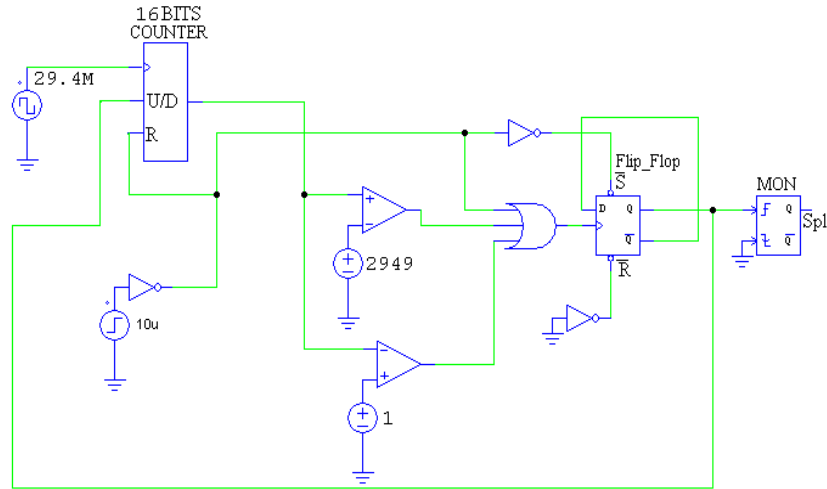 16BITS
COUNTER
29.4M
U/D
R
10u
2949
1
Flip_Flop
S
D Q
Q
R
MON
Q
Q
Spl